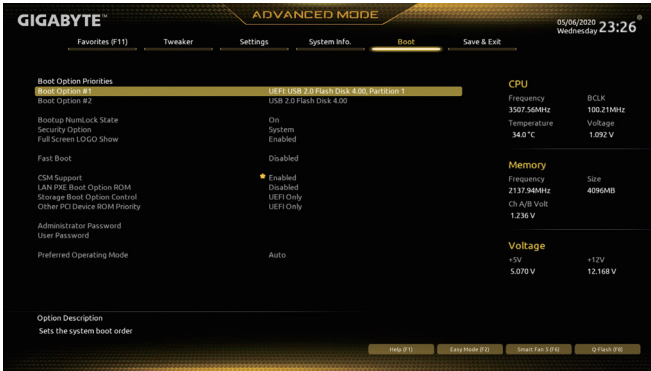 GIGABYTE™
ADVANCED MODE
05/06/2020
Wednesday 23:26
Favorites (F11) Tweaker Settings System Info. Boot Save & Exit
Boot Option Priorities
Boot Option #1 UEFI: USB 2.0 Flash Disk 4.00, Partition 1
Boot Option #2 USB 2.0 Flash Disk 4.00
Bootup NumLock State On
Security Option System
Full Screen LOGO Show Enabled
Fast Boot Disabled
CSM Support Enabled
LAN PXE Boot Option ROM Disabled
Storage Boot Option Control UEFI Only
Other PCI Device ROM Priority UEFI Only
Administrator Password
User Password
Preferred Operating Mode Auto
CPU
Frequency BCLK
3507.56MHz 100.21MHz
Temperature Voltage
34.0 °C 1.092 V
Memory
Frequency Size
2137.94MHz 4096MB
Ch A/B Volt
1.236 V
Voltage
+5V +12V
5.070 V 12.168 V
Option Description
Sets the system boot order
Help (F1) Easy Mode (F2) Smart Fan 5 (F6) Q-Flash (F8)